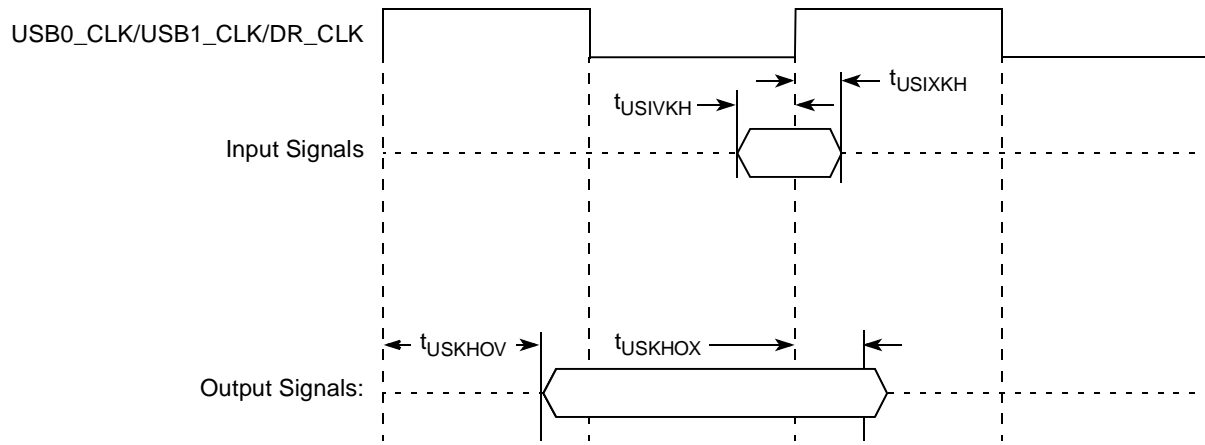 USB0_CLK/USB1_CLK/DR_CLK
tUSIXKH
tUSIVKH
Input Signals
tUSKHOV
tUSKHOX
Output Signals: